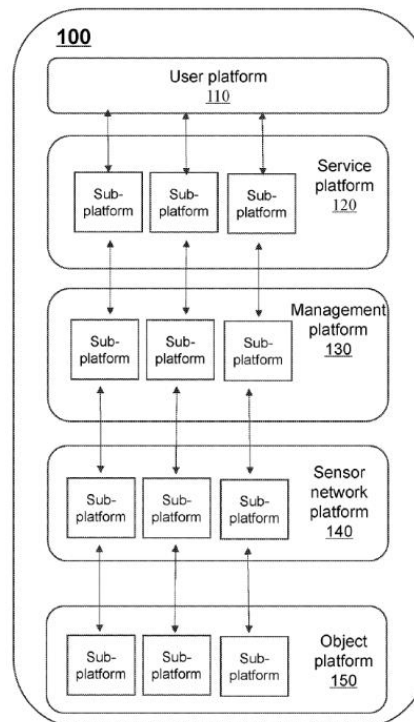 100
User platform
110
Service
platform
120
Sub-
platform
Sub-
platform
Sub-
platform
Management
platform
130
Sub-
platform
Sub-
platform
Sub-
platform
Sensor
network
platform
140
Sub-
platform
Sub-
platform
Sub-
platform
Object
platform
150
Sub-
platform
Sub-
platform
Sub-
platform